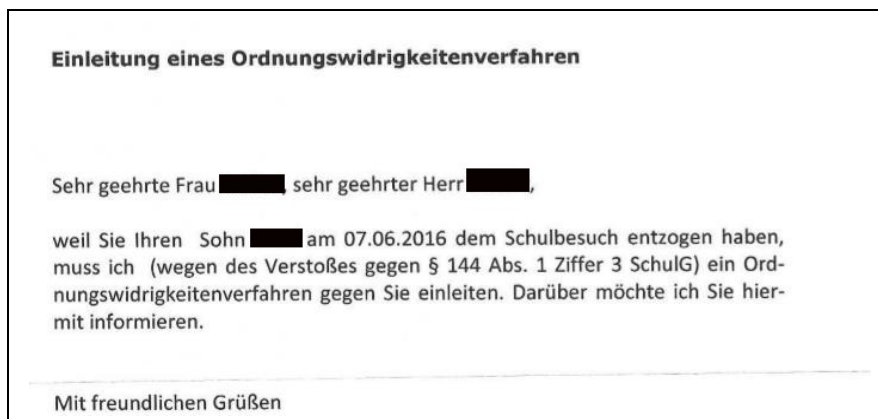 Einleitung eines Ordnungswidrigkeitenverfahren
Sehr geehrte Frau , sehr geehrter Herr ,
weil Sie Ihren Sohn am 07.06.2016 dem Schulbesuch entzogen haben,
muss ich (wegen des Verstoßes gegen § 144 Abs. 1 Ziffer 3 SchulG) ein Ord-
nungswidrigkeitenverfahren gegen Sie einleiten. Darüber möchte ich Sie hier-
mit informieren.
Mit freundlichen Grüßen